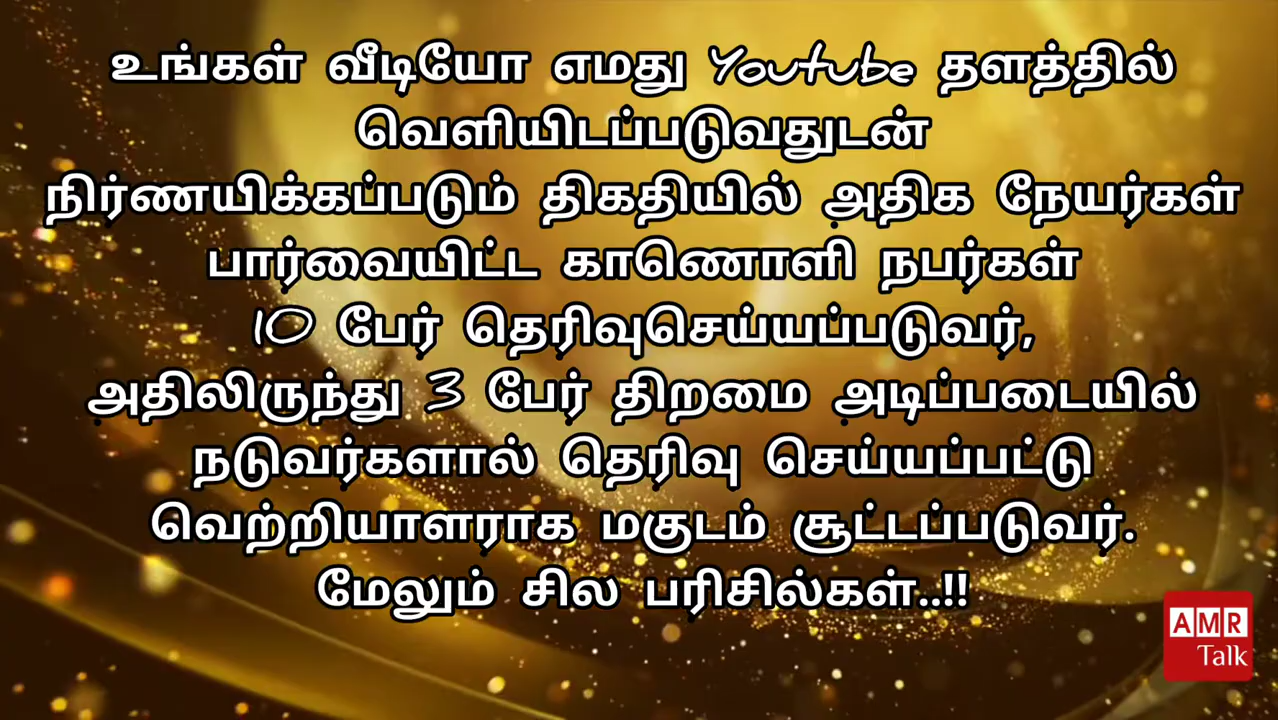 உங்கள் வீடியோ எமது Youtube தளத்தில்
வெளியிடப்படுவதுடன்
நிர்ணயிக்கப்படும் திகதியில் அதிக நேயர்கள்
பார்வையிட்ட காணொளி நபர்கள்
10 பேர் தெரிவுசெய்யப்படுவர்,
அதிலிருந்து 3 பேர் திறமை அடிப்படையில்
நடுவர்களால் தெரிவு செய்யப்பட்டு
வெற்றியாளராக மகுடம் சூட்டப்படுவர்.
மேலும் சில பரிசில்கள்..!!
AMR
Talk